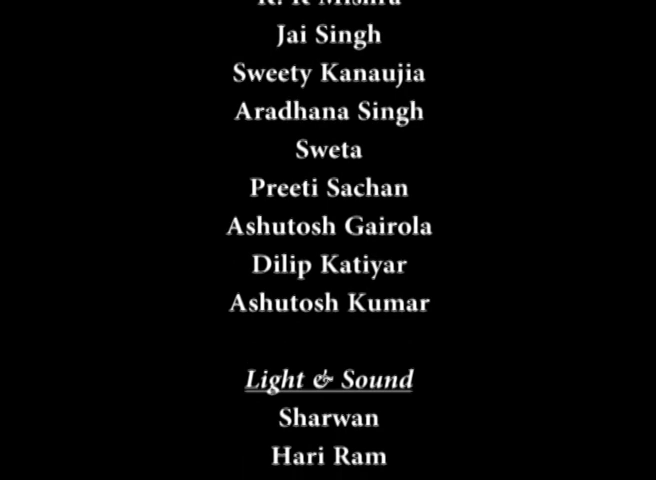 R. K Mishra
Jai Singh
Sweety Kanaujia
Aradhana Singh
Sweta
Preeti Sachan
Ashutosh Gairola
Dilip Katiyar
Ashutosh Kumar
Light & Sound
Sharwan
Hari Ram